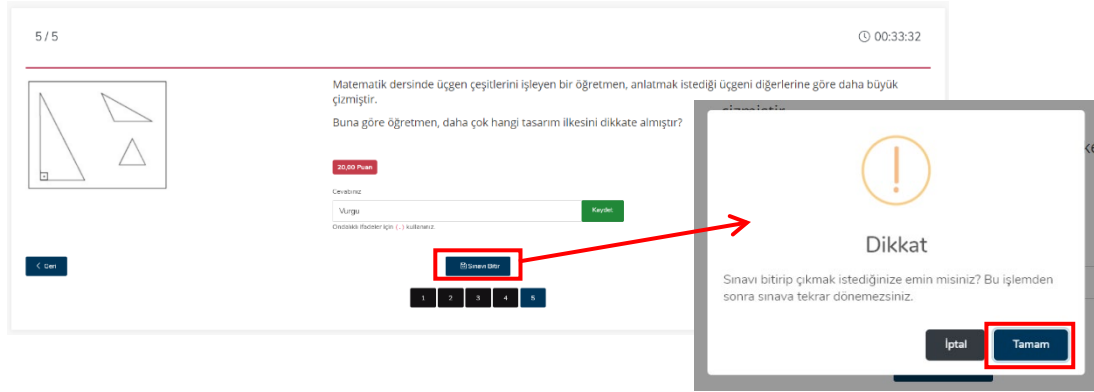 5 / 5
00:33:32
Matematik dersinde üçgen çeşitlerini işleyen bir öğretmen, anlatmak istediği üçgeni diğerlerine göre daha büyük
çizmiştir.
Buna göre öğretmen, daha çok hangi tasarım ilkesini dikkate almıştır?
20,00 Puan
Cevabınız
Vurgu
Kaydet
Ondalıklı ifadeler için (,) kullanınız
< Geri
Sınavı Bitir
1 2 3 4 5
çizmiştir
ke
Dikkat
Sınavı bitirip çıkmak istediğinize emin misiniz? Bu işlemden
sonra sınava tekrar dönemezsiniz.
İptal
Tamam